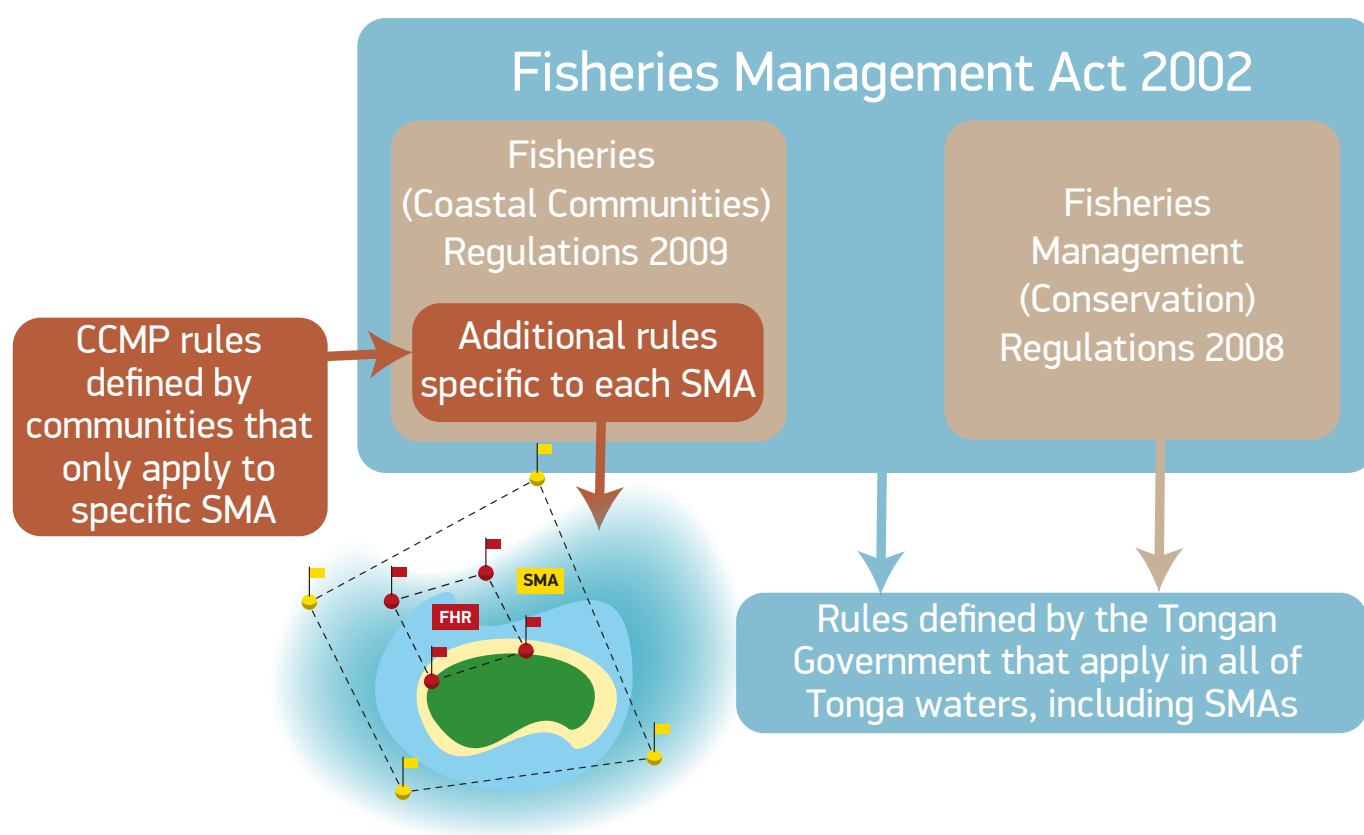 Fisheries Management Act 2002
Fisheries
(Coastal Communities)
Regulations 2009
Fisheries
Management
(Conservation)
Regulations 2008
CCMP rules
defined by
communities that
only apply to
specific SMA
Additional rules
specific to each SMA
SMA
FHR
Rules defined by the Tongan
Government that apply in all of
Tonga waters, including SMAs